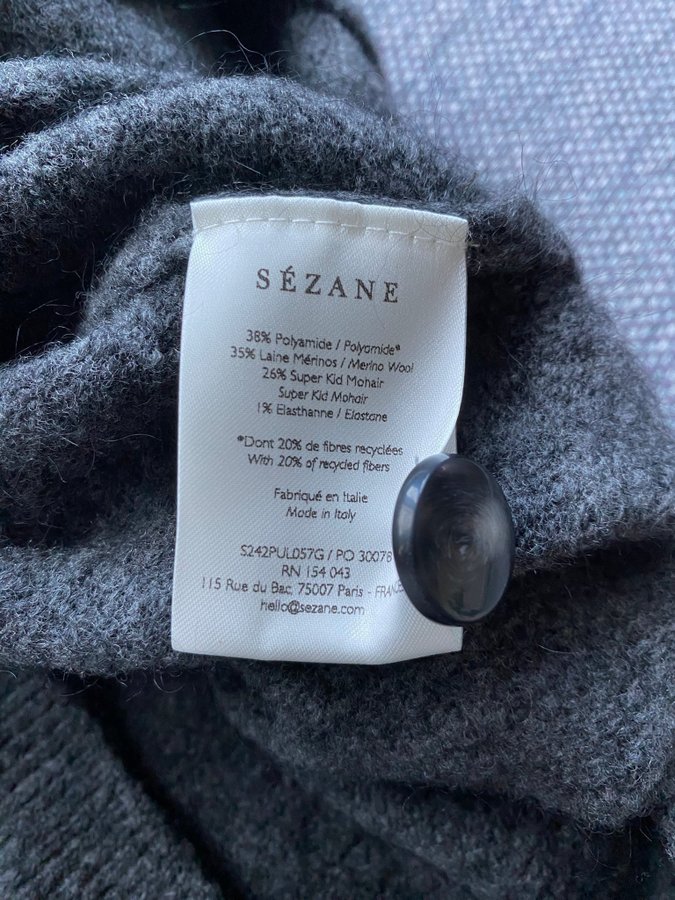 SÉZANE
38% Polyamide / Polyamide*
35% Laine Mérinos / Merino Wool
26% Super Kid Mohair
Super Kid Mohair
1% Elasthanne / Elastane
*Dont 20% de fibres recyclées
With 20% of recycled fibers
Fabriqué en Italie
Made in Italy
S242PUL057G / PO 30078
RN 154 043
115 Rue du Bac, 75007 Paris - FRANCE
hello@sezane.com